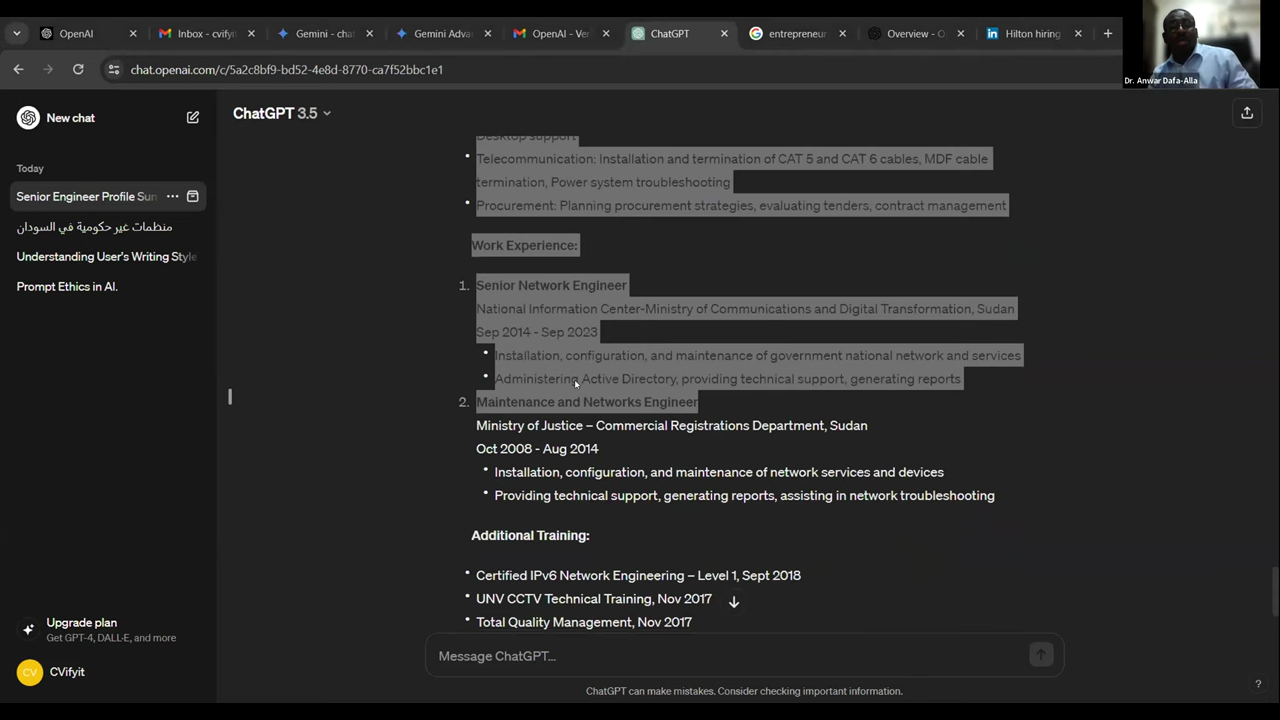 OpenAI
Inbox - cvifyit
Gemini - chat
Gemini Advan
OpenAI - Ver
ChatGPT
entrepreneur
Overview - O
Hilton hiring
chat.openai.com/c/5a2c8bf9-bd52-4e8d-8770-ca7f52bbc1e1
Dr. Anwar Dafa-Alla
New chat
ChatGPT 3.5
Today
Senior Engineer Profile Sum
منظمات غير حكومية في السودان
Understanding User's Writing Style
Prompt Ethics in AI.
Desktop support
Telecommunication: Installation and termination of CAT 5 and CAT 6 cables, MDF cable
termination, Power system troubleshooting
Procurement: Planning procurement strategies, evaluating tenders, contract management
Work Experience:
1. Senior Network Engineer
National Information Center-Ministry of Communications and Digital Transformation, Sudan
Sep 2014 - Sep 2023
Installation, configuration, and maintenance of government national network and services
Administering Active Directory, providing technical support, generating reports
2. Maintenance and Networks Engineer
Ministry of Justice – Commercial Registrations Department, Sudan
Oct 2008 - Aug 2014
Installation, configuration, and maintenance of network services and devices
Providing technical support, generating reports, assisting in network troubleshooting
Additional Training:
Certified IPv6 Network Engineering – Level 1, Sept 2018
UNV CCTV Technical Training, Nov 2017
Total Quality Management, Nov 2017
Upgrade plan
Get GPT-4, DALL·E, and more
CV
CVifyit
Message ChatGPT...
ChatGPT can make mistakes. Consider checking important information.
?